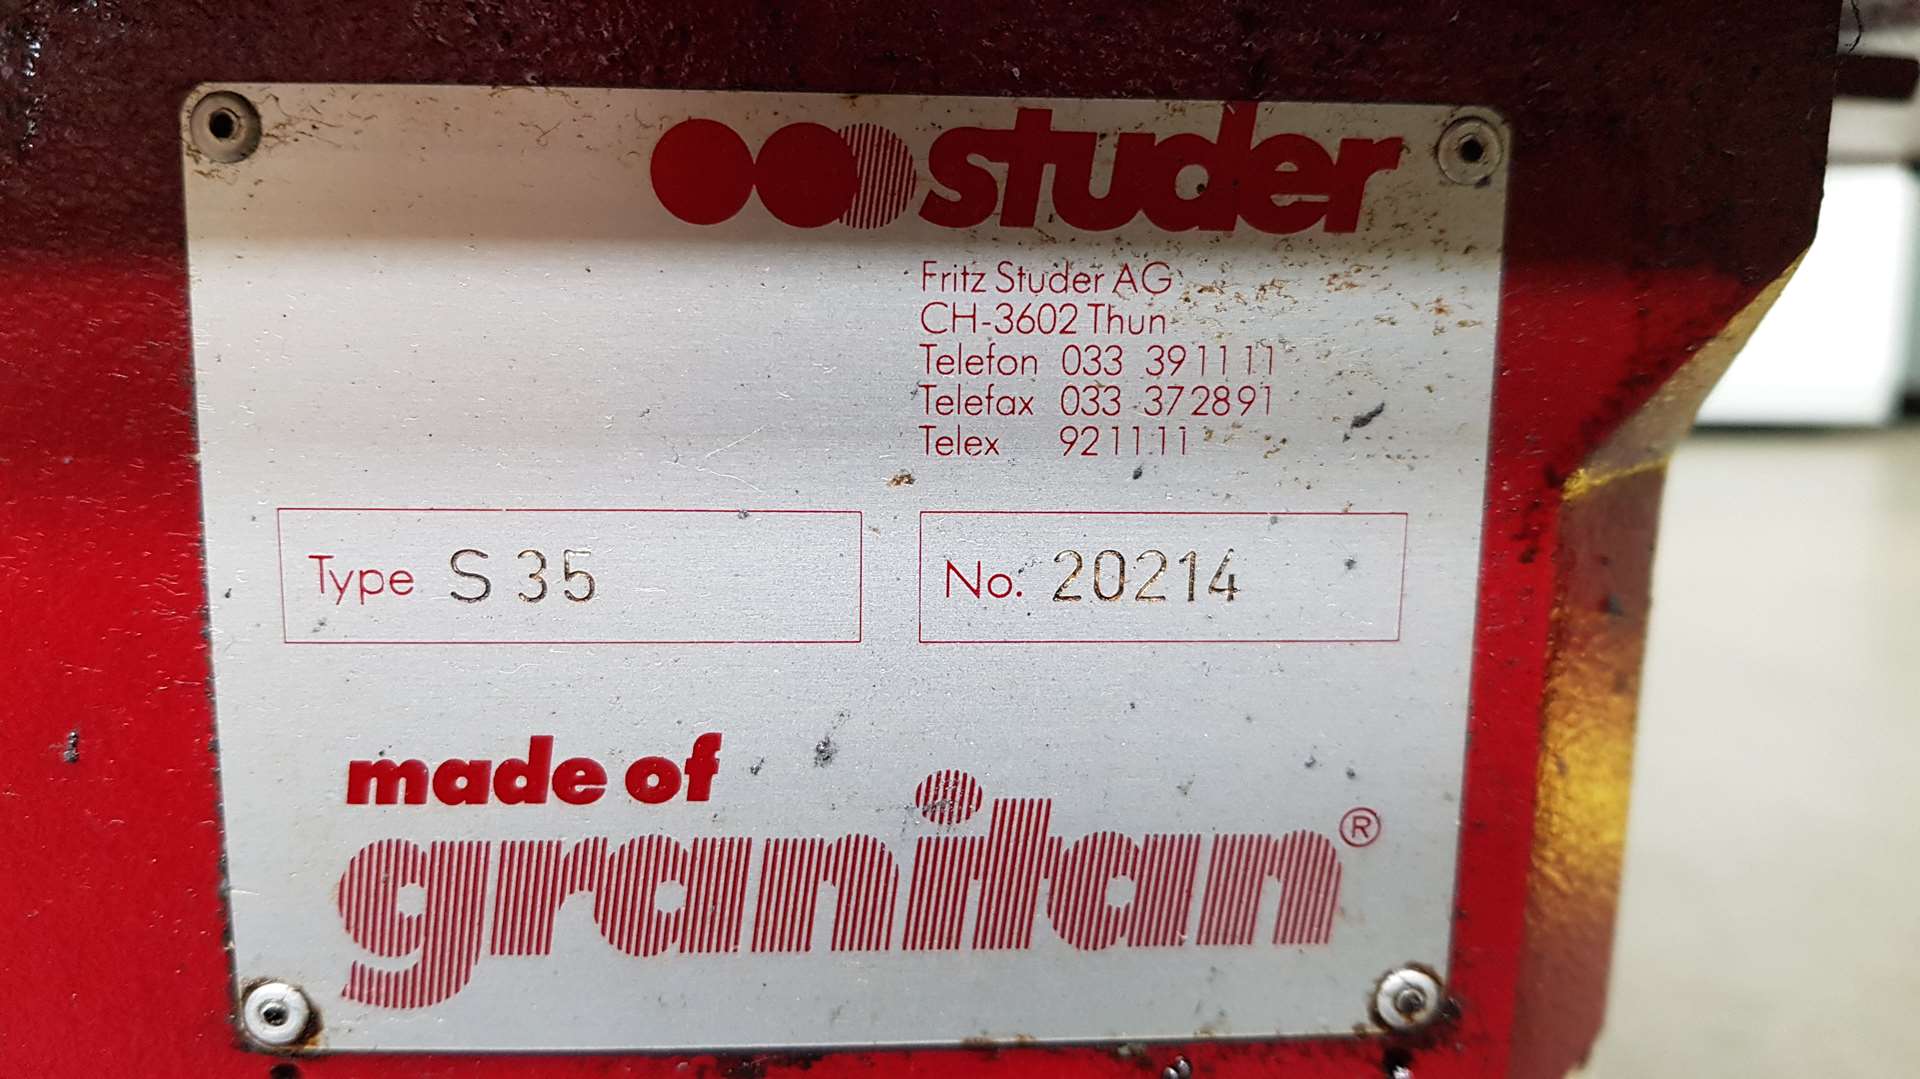 studer
Fritz Studer AG
CH-3602 Thun
Telefon 033 39 11 11
Telefax 033 37 28 91
Telex 92 11 11
Type S 35
No. 20214
made of
granitan®